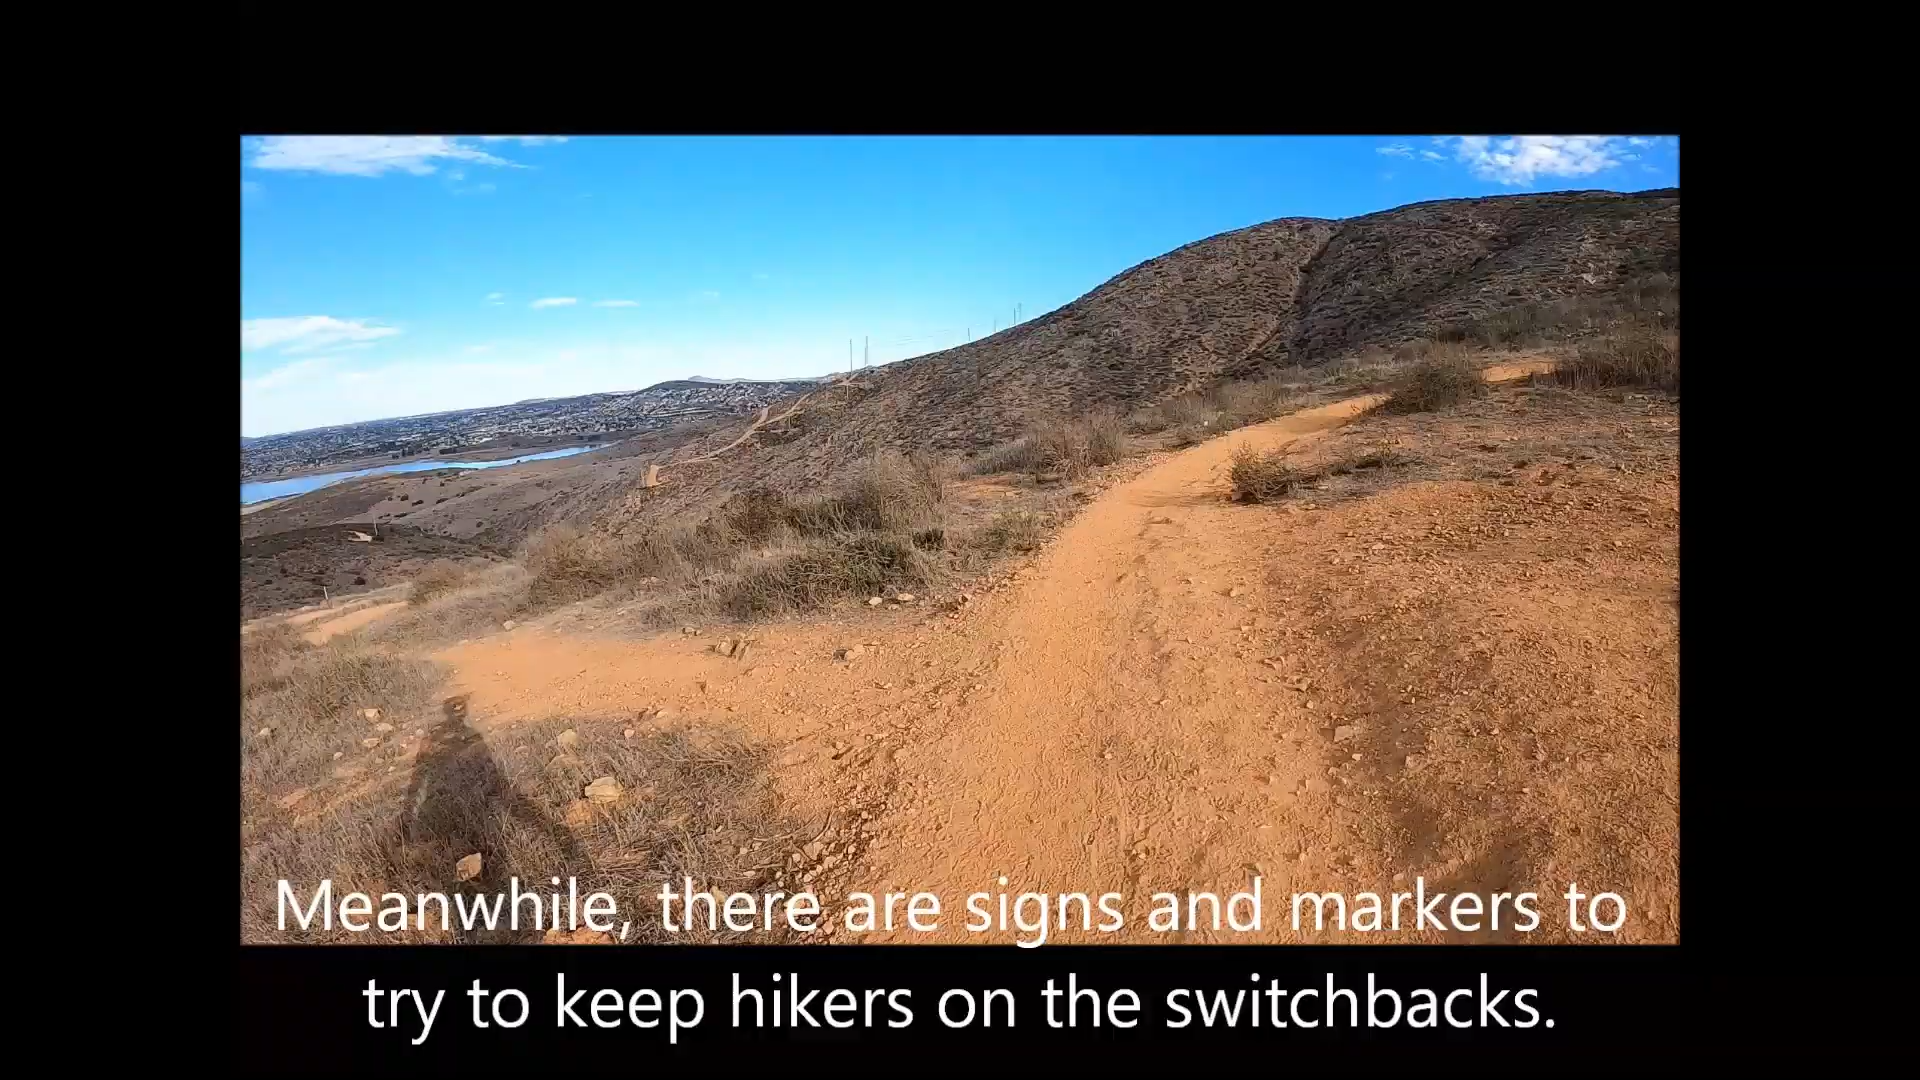 Meanwhile, there are signs and markers to
try to keep hikers on the switchbacks.